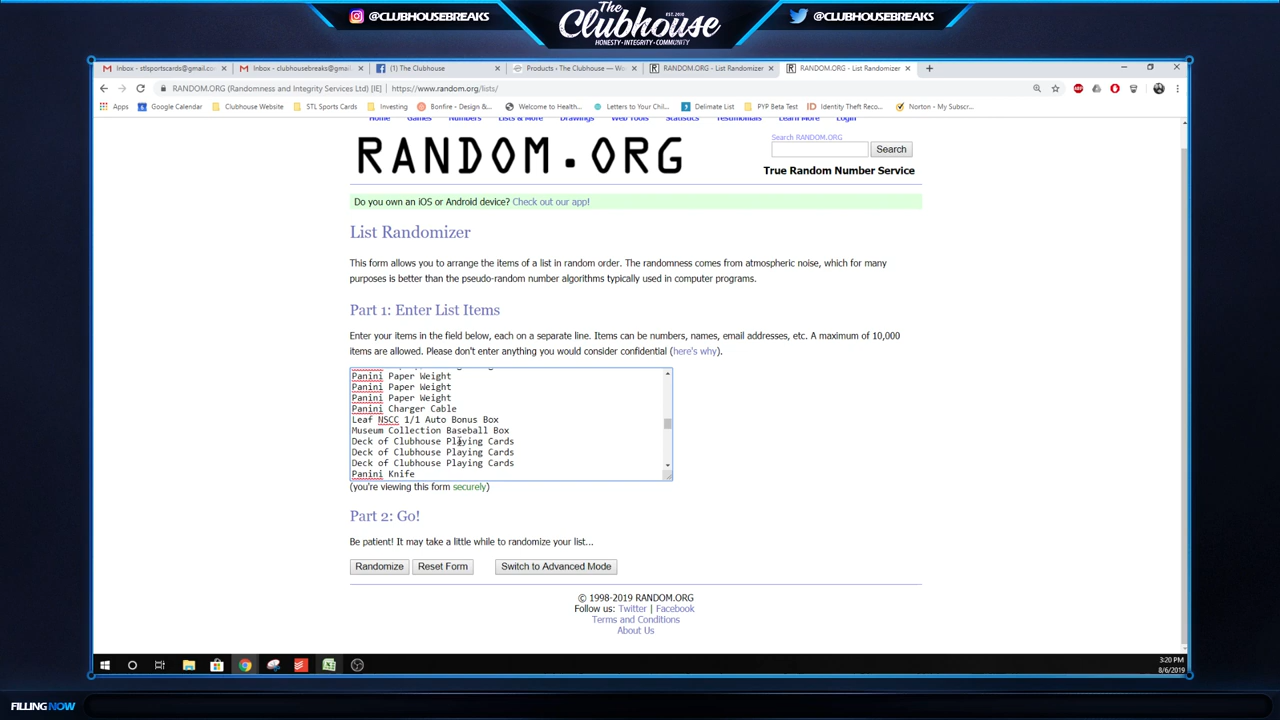 @CLUBHOUSEBREAKS
The
Clubhouse
EST. 2018
HONESTY • INTEGRITY • COMMUNITY
@CLUBHOUSEBREAKS
Inbox - stlsportscards@gmail.co
Inbox - clubhousebreaks@gmail
(1) The Clubhouse
Products ‹ The Clubhouse — Wo
RANDOM.ORG - List Randomizer
RANDOM.ORG - List Randomizer
RANDOM.ORG (Randomness and Integrity Services Ltd) [IE] | https://www.random.org/lists/
Apps Google Calendar Clubhouse Website STL Sports Cards Investing Bonfire - Design &... Welcome to Health... Letters to Your Chil... Delimate List PYP Beta Test Identity Theft Reco... Norton - My Subscr...
Home Games Numbers Lists & More Drawings Web Tools Statistics Testimonials Learn More Login
RANDOM.ORG
Search RANDOM.ORG
Search
True Random Number Service
Do you own an iOS or Android device? Check out our app!
List Randomizer
This form allows you to arrange the items of a list in random order. The randomness comes from atmospheric noise, which for many
purposes is better than the pseudo-random number algorithms typically used in computer programs.
Part 1: Enter List Items
Enter your items in the field below, each on a separate line. Items can be numbers, names, email addresses, etc. A maximum of 10,000
items are allowed. Please don't enter anything you would consider confidential (here's why).
Panini Paper Weight
Panini Paper Weight
Panini Paper Weight
Panini Charger Cable
Leaf NSCC 1/1 Auto Bonus Box
Museum Collection Baseball Box
Deck of Clubhouse Playing Cards
Deck of Clubhouse Playing Cards
Deck of Clubhouse Playing Cards
Panini Knife
(you're viewing this form securely)
Part 2: Go!
Be patient! It may take a little while to randomize your list...
Randomize Reset Form Switch to Advanced Mode
© 1998-2019 RANDOM.ORG
Follow us: Twitter | Facebook
Terms and Conditions
About Us
3:20 PM
8/6/2019
FILLING NOW